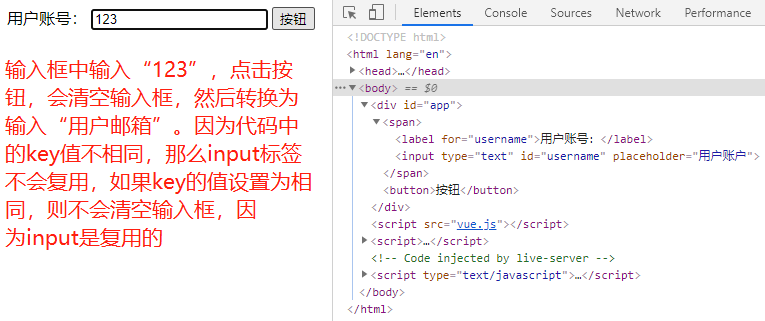 用户账号： 123 按钮
输入框中输入“123”，点击按
钮，会清空输入框，然后转换为
输入“用户邮箱”。因为代码中
的key值不相同，那么input标签
不会复用，如果key的值设置为相
同，则不会清空输入框，因
为input是复用的
Elements Console Sources Network Performance
<!DOCTYPE html>
<html lang="en">
<head>…</head>
<body> == $0
<div id="app">
<span>
<label for="username">用户账号: </label>
<input type="text" id="username" placeholder="用户账户">
</span>
<button>按钮</button>
</div>
<script src="vue.js"></script>
<script>…</script>
<!-- Code injected by live-server -->
<script type="text/javascript">…</script>
</body>
</html>